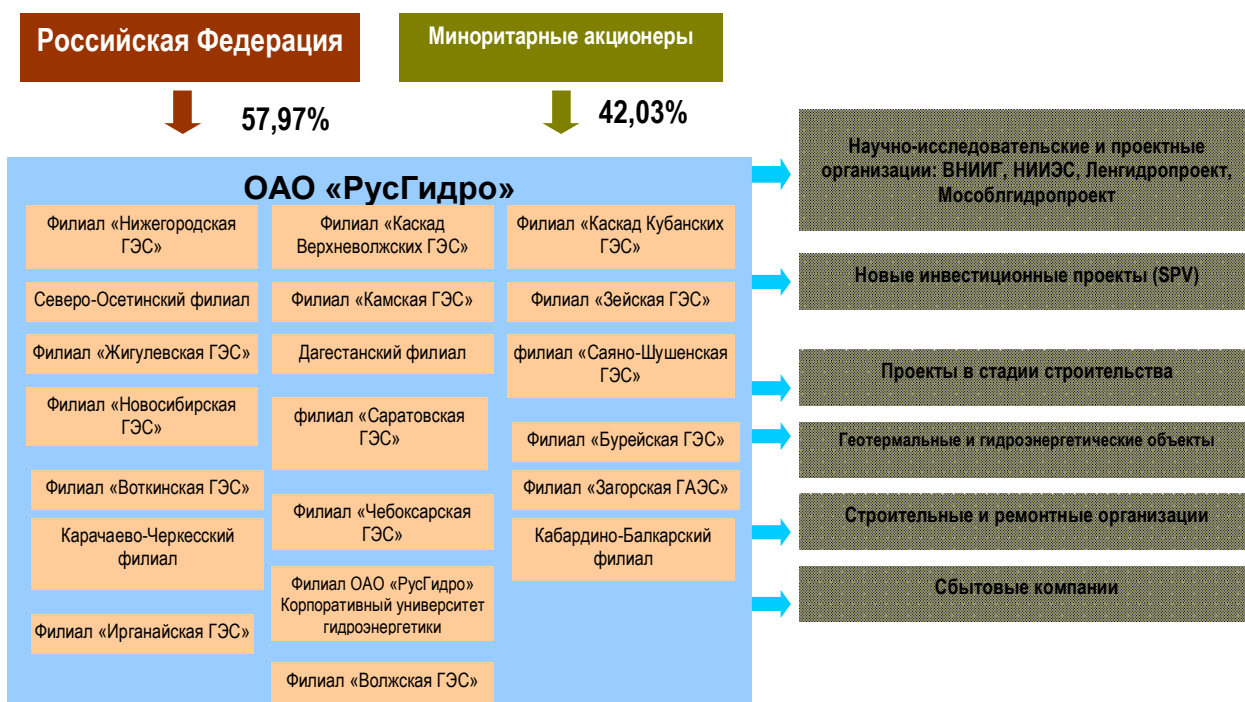 Российская Федерация
Миноритарные акционеры
57,97%
42,03%
ОАО «РусГидро»
Филиал «Нижегородская
ГЭС»
Северо-Осетинский филиал
Филиал «Жигулевская ГЭС»
Филиал «Новосибирская
ГЭС»
Филиал «Воткинская ГЭС»
Карачаево-Черкесский
филиал
Филиал «Ирганайская ГЭС»
Филиал «Каскад
Верхневолжских ГЭС»
Филиал «Камская ГЭС»
Дагестанский филиал
филиал «Саратовская
ГЭС»
Филиал «Чебоксарская
ГЭС»
Филиал ОАО «РусГидро»
Корпоративный университет
гидроэнергетики
Филиал «Волжская ГЭС»
Филиал «Каскад Кубанских
ГЭС»
Филиал «Зейская ГЭС»
филиал «Саяно-Шушенская
ГЭС»
Филиал «Бурейская ГЭС»
Филиал «Загорская ГАЭС»
Кабардино-Балкарский
филиал
Научно-исследовательские и проектные
организации: ВНИИГ, НИИЭС, Ленгидропроект,
Мособлгидропроект
Новые инвестиционные проекты (SPV)
Проекты в стадии строительства
Геотермальные и гидроэнергетические объекты
Строительные и ремонтные организации
Сбытовые компании